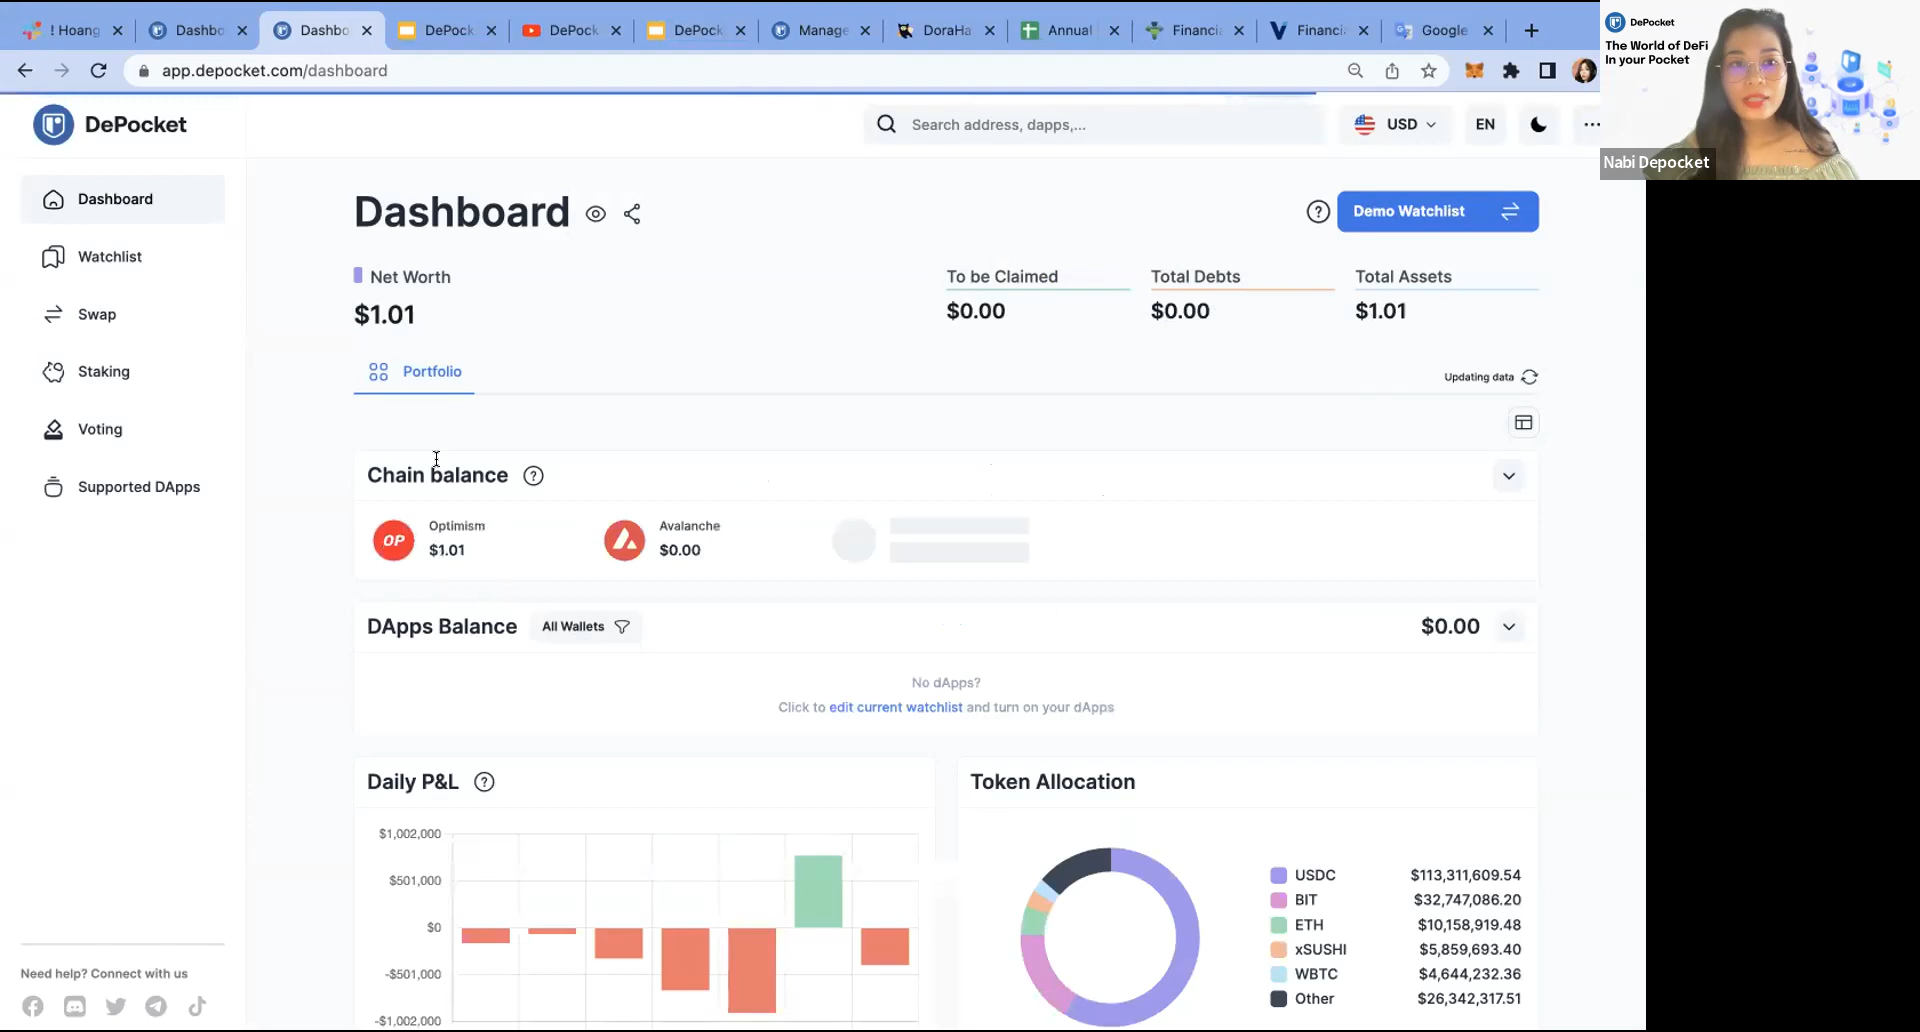 ! Hoang
Dashbo
Dashbo
DePock
DePock
DePock
Manage
DoraHa
Annual
Financia
Financia
Google
app.depocket.com/dashboard
DePocket
The World of DeFi
In your Pocket
Nabi Depocket
DePocket
Search address, dapps,...
USD
EN
Dashboard
Watchlist
Swap
Staking
Voting
Supported DApps
Need help? Connect with us
Dashboard
Demo Watchlist
Net Worth
$1.01
To be Claimed
$0.00
Total Debts
$0.00
Total Assets
$1.01
Portfolio
Updating data
Chain balance
OP
Optimism
$1.01
Avalanche
$0.00
DApps Balance
All Wallets
$0.00
No dApps?
Click to edit current watchlist and turn on your dApps
Daily P&L
$1,002,000
$501,000
$0
-$501,000
-$1,002,000
Token Allocation
USDC $113,311,609.54
BIT $32,747,086.20
ETH $10,158,919.48
xSUSHI $5,859,693.40
WBTC $4,644,232.36
Other $26,342,317.51